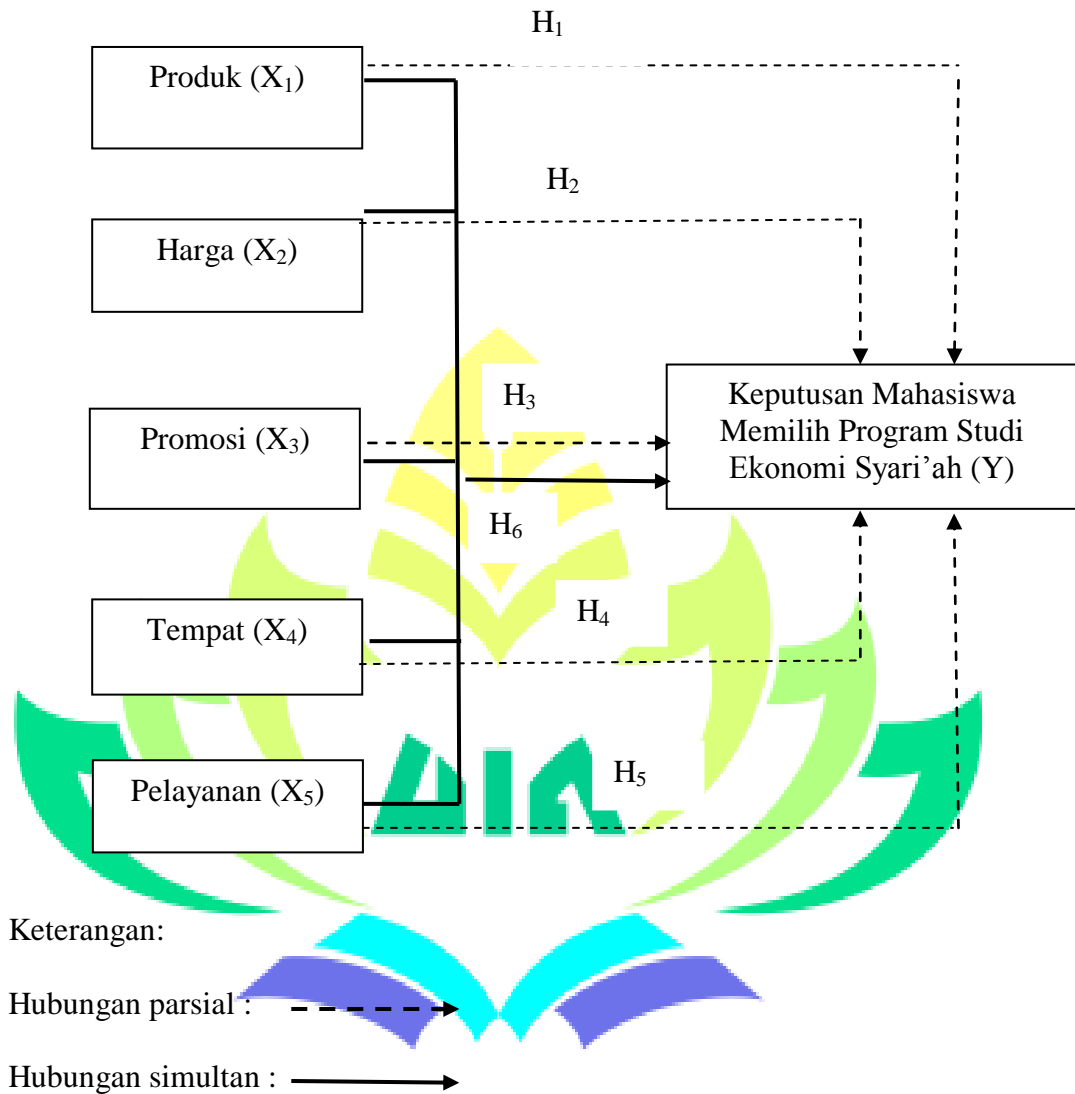 H₁
Produk (X₁)
H₂
Harga (X₂)
H₃
Promosi (X₃)
Keputusan Mahasiswa
Memilih Program Studi
Ekonomi Syari’ah (Y)
H₆
H₄
Tempat (X₄)
H₅
Pelayanan (X₅)
Keterangan:
Hubungan parsial :
Hubungan simultan :